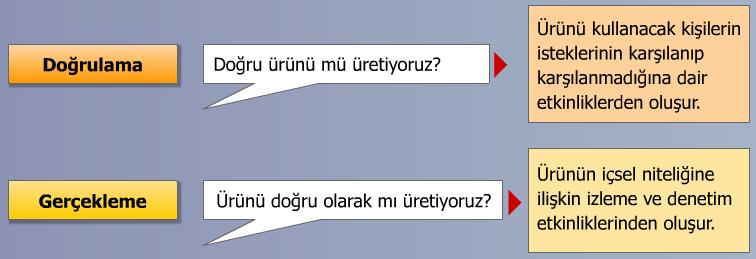 Doğrulama
Doğru ürünü mü üretiyoruz?
Ürünü kullanacak kişilerin
isteklerinin karşılanıp
karşılanmadığına dair
etkinliklerden oluşur.
Gerçekleme
Ürünü doğru olarak mı üretiyoruz?
Ürünün içsel niteliğine
ilişkin izleme ve denetim
etkinliklerinden oluşur.